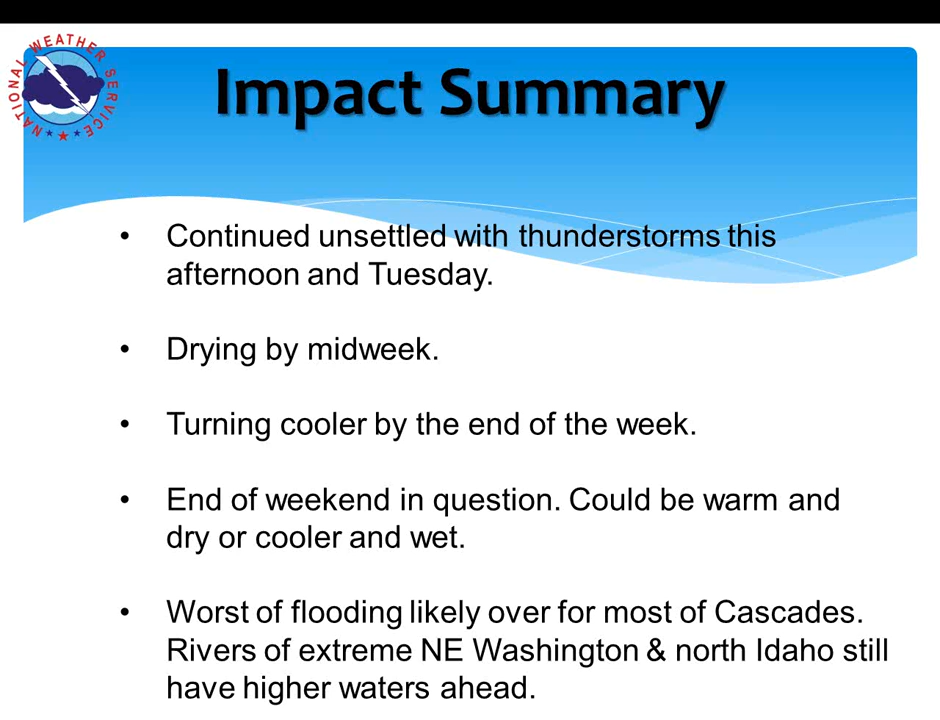 NATIONAL WEATHER SERVICE
Impact Summary
• Continued unsettled with thunderstorms this
afternoon and Tuesday.
• Drying by midweek.
• Turning cooler by the end of the week.
• End of weekend in question. Could be warm and
dry or cooler and wet.
• Worst of flooding likely over for most of Cascades.
Rivers of extreme NE Washington & north Idaho still
have higher waters ahead.